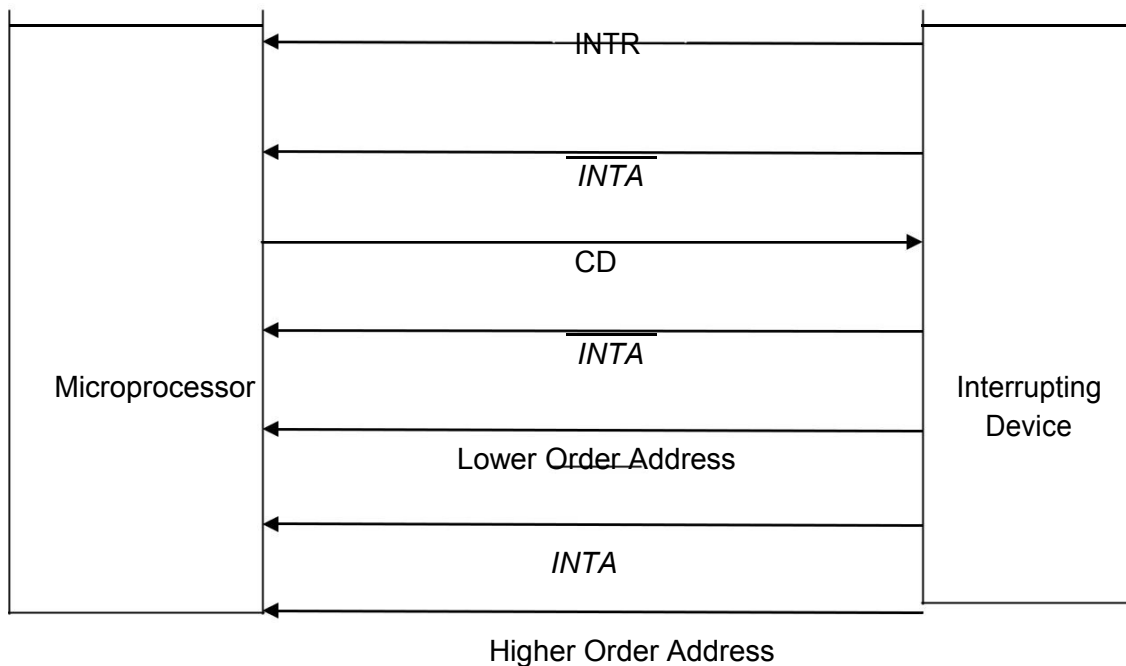 INTR
INTA
CD
INTA
Microprocessor
Interrupting
Device
Lower Order Address
INTA
Higher Order Address